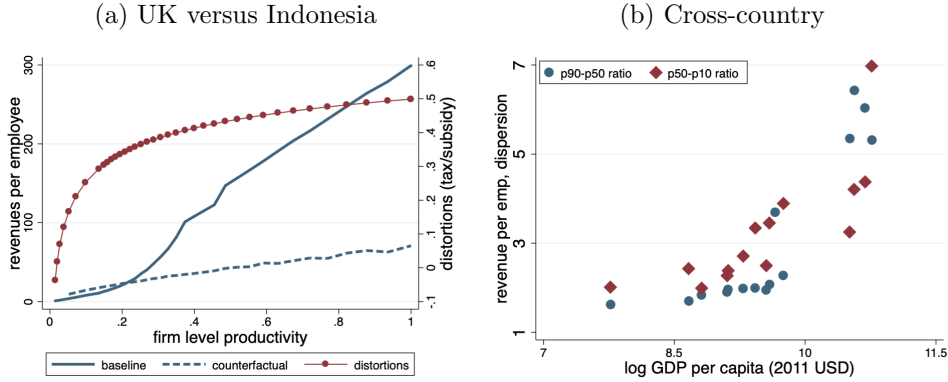 (a) UK versus Indonesia
(b) Cross-country
revenues per employee
300
200
100
0
distortions (tax/subsidy)
.6
.5
.4
.3
.2
.1
0
-.1
0 .2 .4 .6 .8 1
firm level productivity
baseline counterfactual distortions
revenue per emp, dispersion
7
5
3
1
p90-p50 ratio p50-p10 ratio
7 8.5 10 11.5
log GDP per capita (2011 USD)